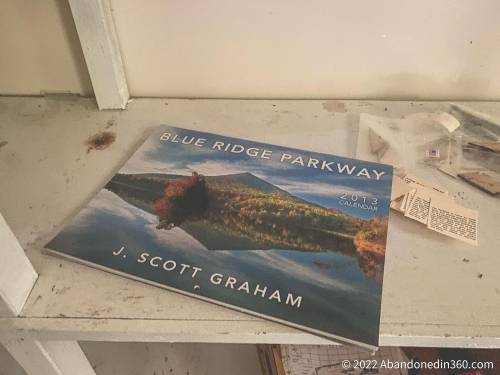 BLUE RIDGE PARKWAY
2013
CALENDAR
J. SCOTT GRAHAM
© 2022 Abandonedin360.com